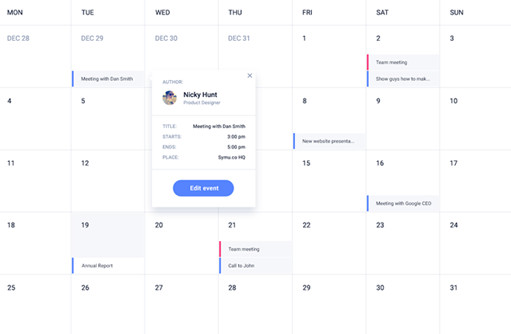 MON TUE WED THU FRI SAT SUN
DEC 28 DEC 29 DEC 30 DEC 31 1 2 3
Team meeting
Meeting with Dan Smith
Show guys how to mak...
AUTHOR:
Nicky Hunt
Product Designer
TITLE: Meeting with Dan Smith
STARTS: 3:00 pm
ENDS: 5:00 pm
PLACE: Symu.co HQ
Edit event
4 5 8 9 10
New website presenta...
11 12 15 16 17
Meeting with Google CEO
18 19 20 21 22 23 24
Team meeting
Annual Report
Call to John
25 26 27 28 29 30 31